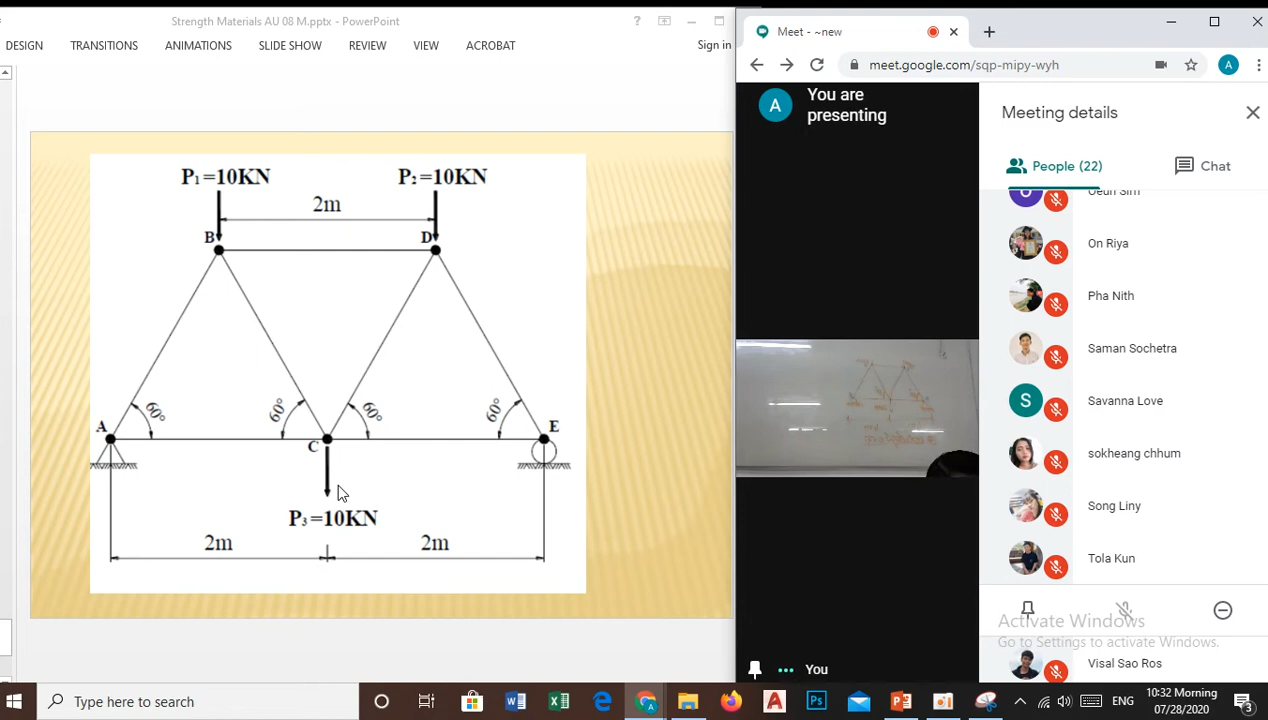 Strength Materials AU 08 M.pptx - PowerPoint
?
DESIGN TRANSITIONS ANIMATIONS SLIDE SHOW REVIEW VIEW ACROBAT
Sign in
P₁=10KN P₂=10KN
2m
B D
60° 60° 60° 60°
A E
C
P₃=10KN
2m 2m
Meet - ~new
meet.google.com/sqp-mipy-wyh
A
A
You are
presenting
You
Meeting details
People (22) Chat
On Riya
Pha Nith
Saman Sochetra
S
Savanna Love
sokheang chhum
Song Liny
Tola Kun
Activate Windows
Go to Settings to activate Windows.
Visal Sao Ros
Type here to search
ENG
10:32 Morning
07/28/2020
3